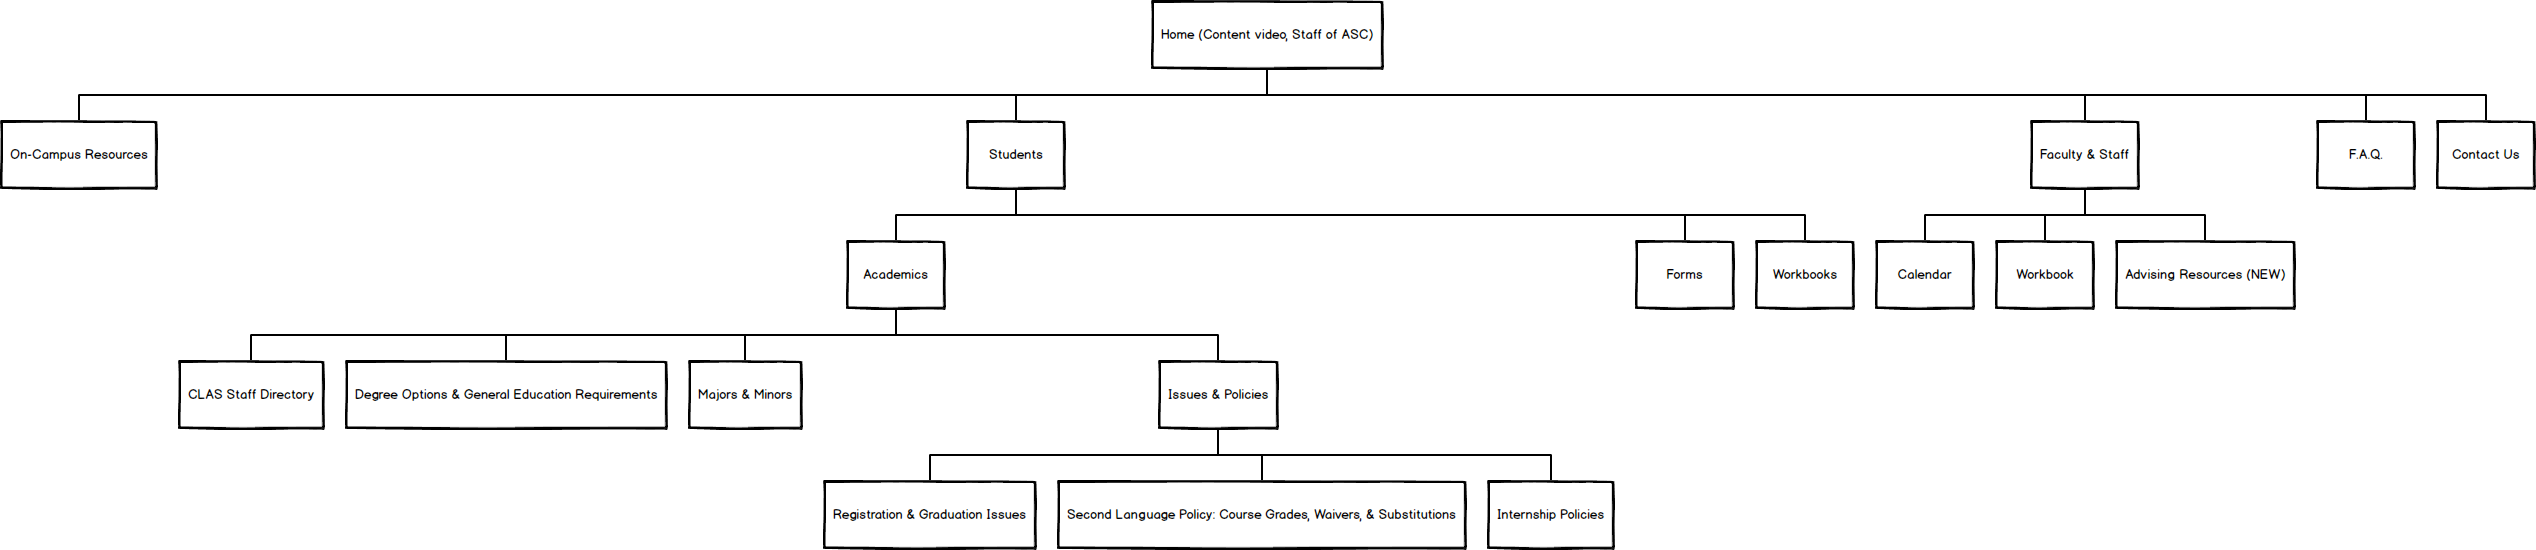 Home (Content video, Staff of ASC)
On-Campus Resources
Students
Faculty & Staff
F.A.Q.
Contact Us
Academics
Forms
Workbooks
Calendar
Workbook
Advising Resources (NEW)
CLAS Staff Directory
Degree Options & General Education Requirements
Majors & Minors
Issues & Policies
Registration & Graduation Issues
Second Language Policy: Course Grades, Waivers, & Substitutions
Internship Policies